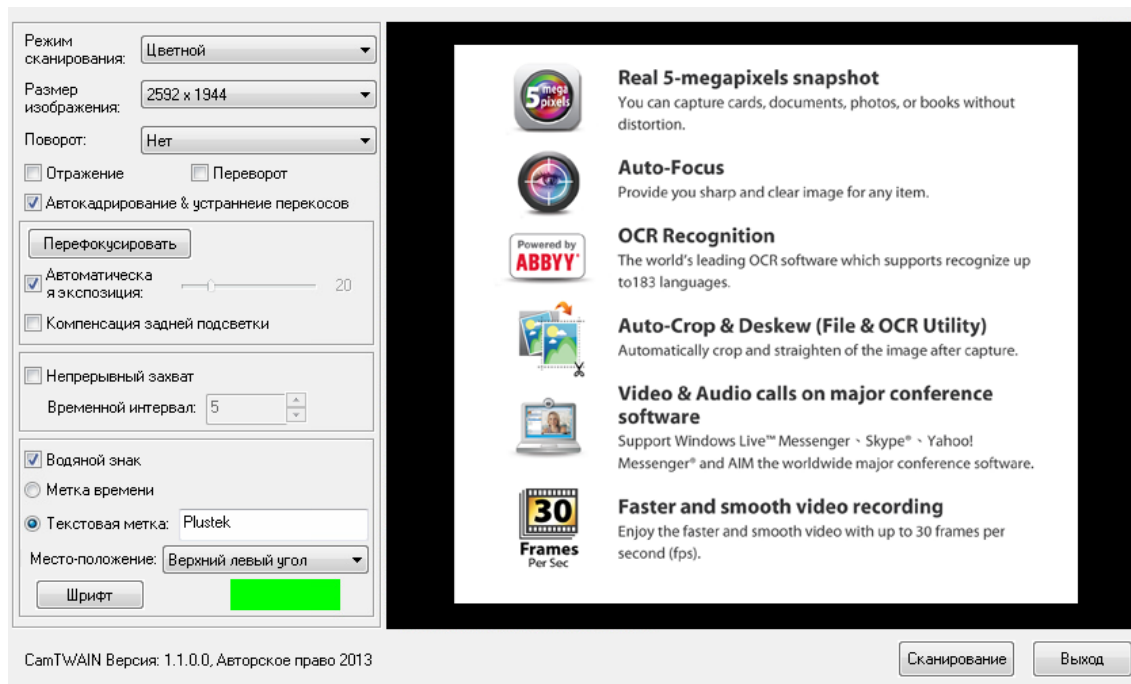 Режим
сканирования:
Цветной
Размер
изображения:
2592 x 1944
Поворот:
Нет
Отражение
Переворот
Автокадрирование & устраннеие перекосов
Перефокусировать
Автоматическа
я экспозиция:
20
Компенсация задней подсветки
Непрерывный захват
Временной интервал:
5
Водяной знак
Метка времени
Текстовая метка:
Plustek
Место-положение:
Верхний левый угол
Шрифт
5 mega
pixels
Real 5-megapixels snapshot
You can capture cards, documents, photos, or books without
distortion.
Auto-Focus
Provide you sharp and clear image for any item.
Powered by
ABBYY
OCR Recognition
The world's leading OCR software which supports recognize up
to183 languages.
Auto-Crop & Deskew (File & OCR Utility)
Automatically crop and straighten of the image after capture.
Video & Audio calls on major conference
software
Support Windows Live™ Messenger、Skype®、Yahoo!
Messenger® and AIM the worldwide major conference software.
30
Frames
Per Sec
Faster and smooth video recording
Enjoy the faster and smooth video with up to 30 frames per
second (fps).
CamTWAIN Версия: 1.1.0.0, Авторское право 2013
Сканирование
Выход